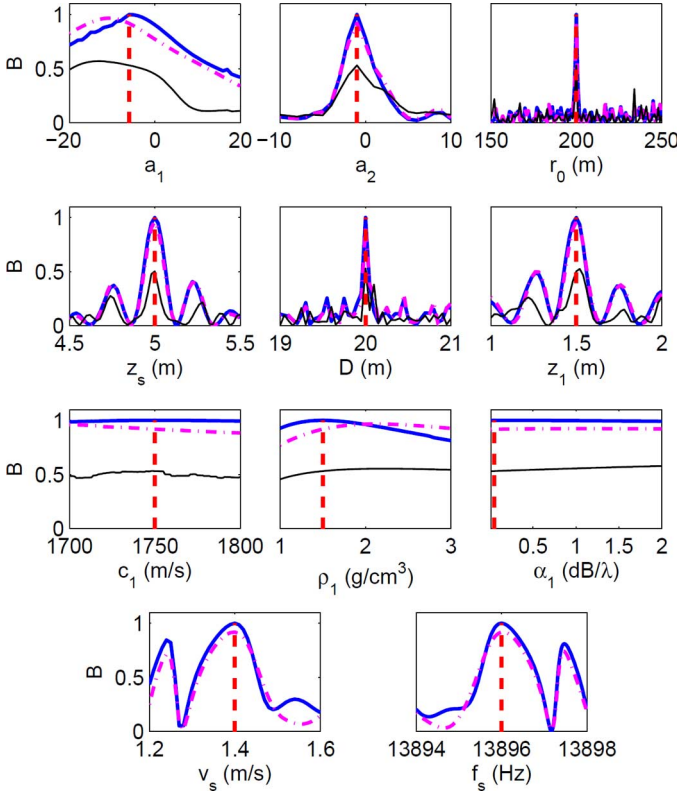 B
1
0.5
0
−20 0 20
a1
−10 0 10
a2
150 200 250
r0 (m)
B
1
0.5
0
4.5 5 5.5
zs (m)
19 20 21
D (m)
1 1.5 2
z1 (m)
B
1
0.5
0
1700 1750 1800
c1 (m/s)
1 2 3
ρ1 (g/cm3)
0.5 1 1.5 2
α1 (dB/λ)
B
1
0.5
0
1.2 1.4 1.6
vs (m/s)
13894 13896 13898
fs (Hz)